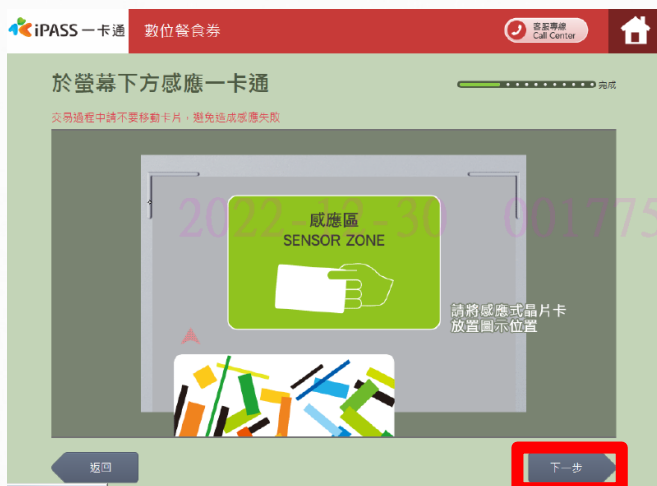 iPASS 一卡通
數位餐食券
客服專線
Call Center
於螢幕下方感應一卡通
完成
交易過程中請不要移動卡片，避免造成感應失敗
2022-12-30 001775
感應區
SENSOR ZONE
請將感應式晶片卡
放置圖示位置
返回
下一步